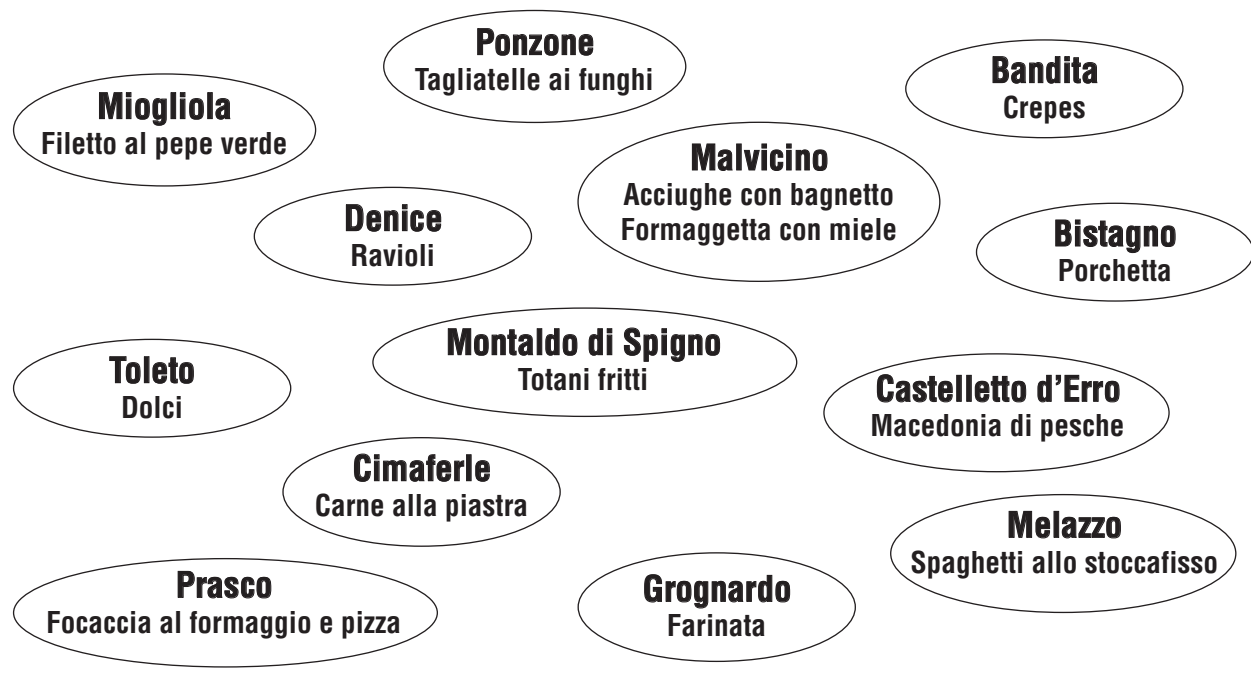 Ponzone
Tagliatelle ai funghi
Bandita
Crepes
Miogliola
Filetto al pepe verde
Malvicino
Acciughe con bagnetto
Formaggetta con miele
Denice
Ravioli
Bistagno
Porchetta
Montaldo di Spigno
Totani fritti
Toleto
Dolci
Castelletto d’Erro
Macedonia di pesche
Cimaferle
Carne alla piastra
Melazzo
Spaghetti allo stoccafisso
Prasco
Focaccia al formaggio e pizza
Grognardo
Farinata